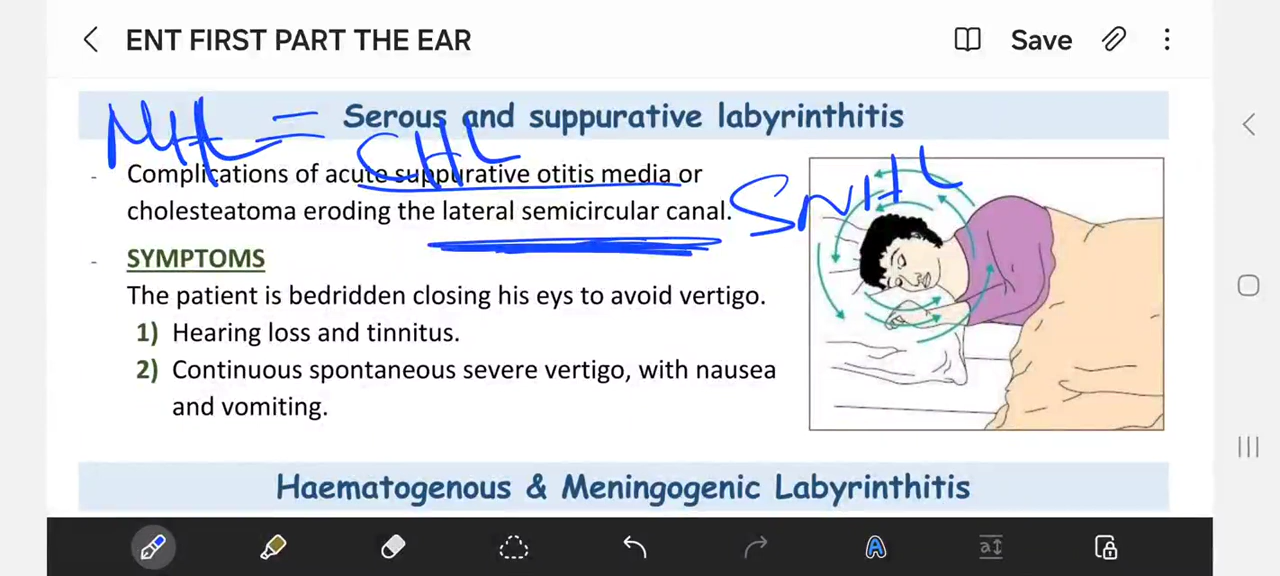 ENT FIRST PART THE EAR
Save
Serous and suppurative labyrinthitis
MHL = CHL SNHL
- Complications of acute suppurative otitis media or
cholesteatoma eroding the lateral semicircular canal.
- SYMPTOMS
The patient is bedridden closing his eys to avoid vertigo.
1) Hearing loss and tinnitus.
2) Continuous spontaneous severe vertigo, with nausea
and vomiting.
Haematogenous & Meningogenic Labyrinthitis